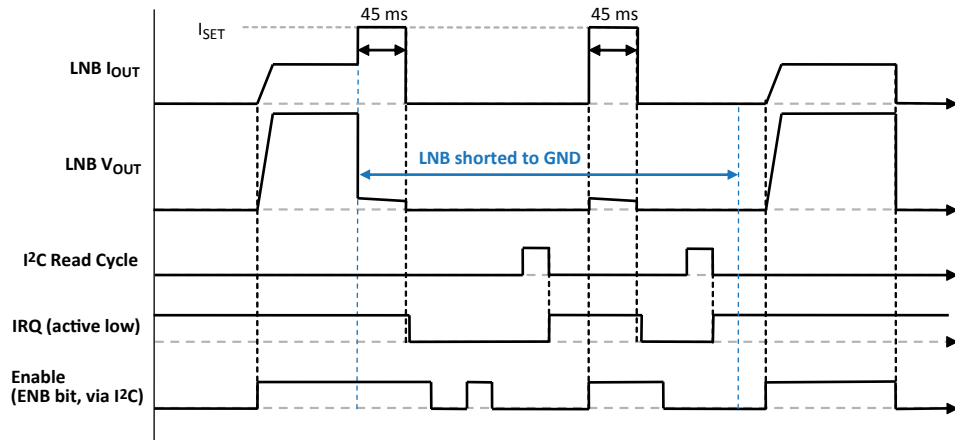 45 ms
45 ms
ISET
LNB IOUT
LNB VOUT
LNB shorted to GND
I²C Read Cycle
IRQ (active low)
Enable
(ENB bit, via I²C)